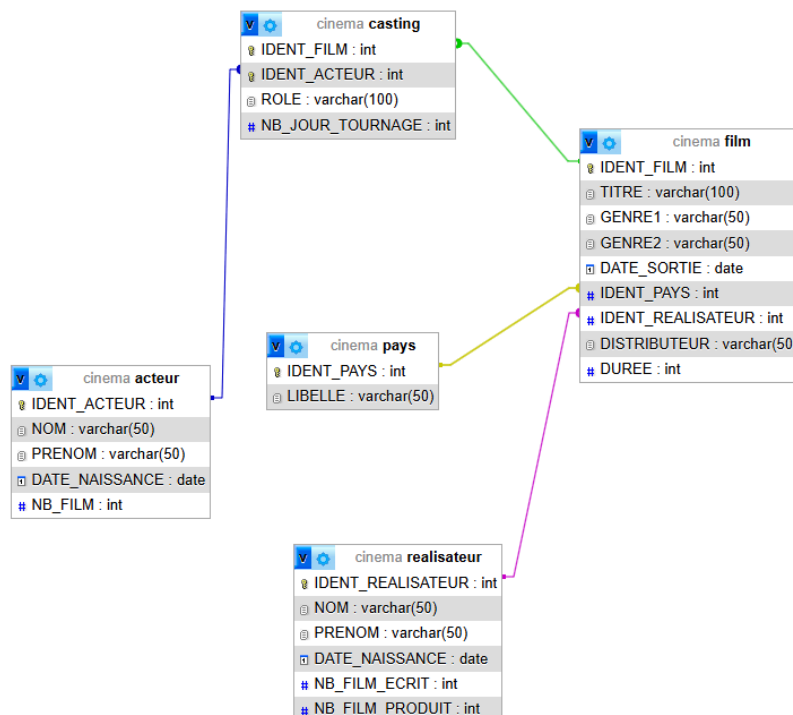 cinema casting
IDENT_FILM : int
IDENT_ACTEUR : int
ROLE : varchar(100)
NB_JOUR_TOURNAGE : int
cinema film
IDENT_FILM : int
TITRE : varchar(100)
GENRE1 : varchar(50)
GENRE2 : varchar(50)
DATE_SORTIE : date
IDENT_PAYS : int
IDENT_REALISATEUR : int
DISTRIBUTEUR : varchar(50
DUREE : int
cinema pays
IDENT_PAYS : int
LIBELLE : varchar(50)
cinema acteur
IDENT_ACTEUR : int
NOM : varchar(50)
PRENOM : varchar(50)
DATE_NAISSANCE : date
NB_FILM : int
cinema realisateur
IDENT_REALISATEUR : int
NOM : varchar(50)
PRENOM : varchar(50)
DATE_NAISSANCE : date
NB_FILM_ECRIT : int
NB_FILM_PRODUIT : int